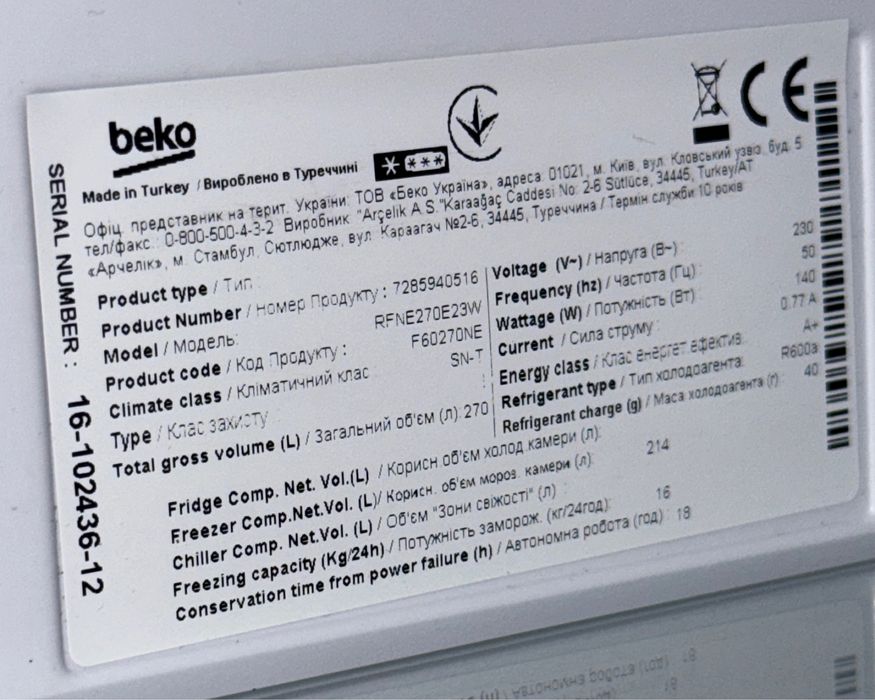 beko
Made in Turkey / Вироблено в Туреччині
Офіц. представник на терит. України: ТОВ «Беко Україна», адреса: 01021, м. Київ, вул. Кловський узвіз, буд. 5
тел/факс.: 0-800-500-4-3-2 Виробник "Arçelik A.S."Karaağaç Caddesi No: 2-6 Sütlüce, 34445, Turkey/АТ
«Арчелік», м. Стамбул, Сютлюдже, вул. Караагач №2-6, 34445, Туреччина / Термін служби 10 років
SERIAL NUMBER : 16-102436-12
Product type / Тип :
Product Number / Номер Продукту : 7285940516
Model / Модель: RFNE270E23W
Product code / Код Продукту : F60270NE
Climate class / Кліматичний клас SN-T
Type / Клас захисту :
Total gross volume (L) / Загальний об'єм (л):270
Voltage (V~) / Напруга (В~) : 230
Frequency (hz) / Частота (Гц) : 50
Wattage (W) / Потужність (Вт) : 140
Current / Сила струму: 0.77 A
Energy class / Клас енергет.ефектив. A+
Refrigerant type / Тип холодоагента: R600a
Refrigerant charge (g) / Маса холодоагента (г): 40
Fridge Comp. Net. Vol.(L) / Корисн.об'єм холод.камери (л):
Freezer Comp.Net.Vol. (L)/ Корисн. об'єм мороз. камери (л): 214
Chiller Comp. Net.Vol. (L) / Об'єм "Зони свіжості" (л) :
Freezing capacity (Kg/24h) / Потужність заморож. (кг/24год): 16
Conservation time from power failure (h) / Автономна робота (год) : 18